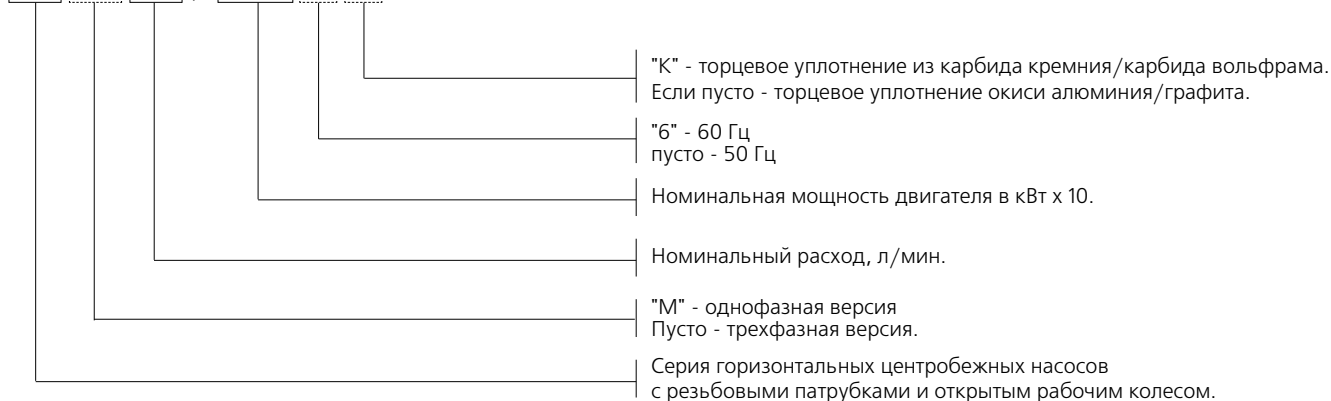 "К" - торцевое уплотнение из карбида кремния/карбида вольфрама.
Если пусто - торцевое уплотнение окиси алюминия/графита.
"6" - 60 Гц
пусто - 50 Гц
Номинальная мощность двигателя в кВт х 10.
Номинальный расход, л/мин.
"М" - однофазная версия
Пусто - трехфазная версия.
Серия горизонтальных центробежных насосов
с резьбовыми патрубками и открытым рабочим колесом.